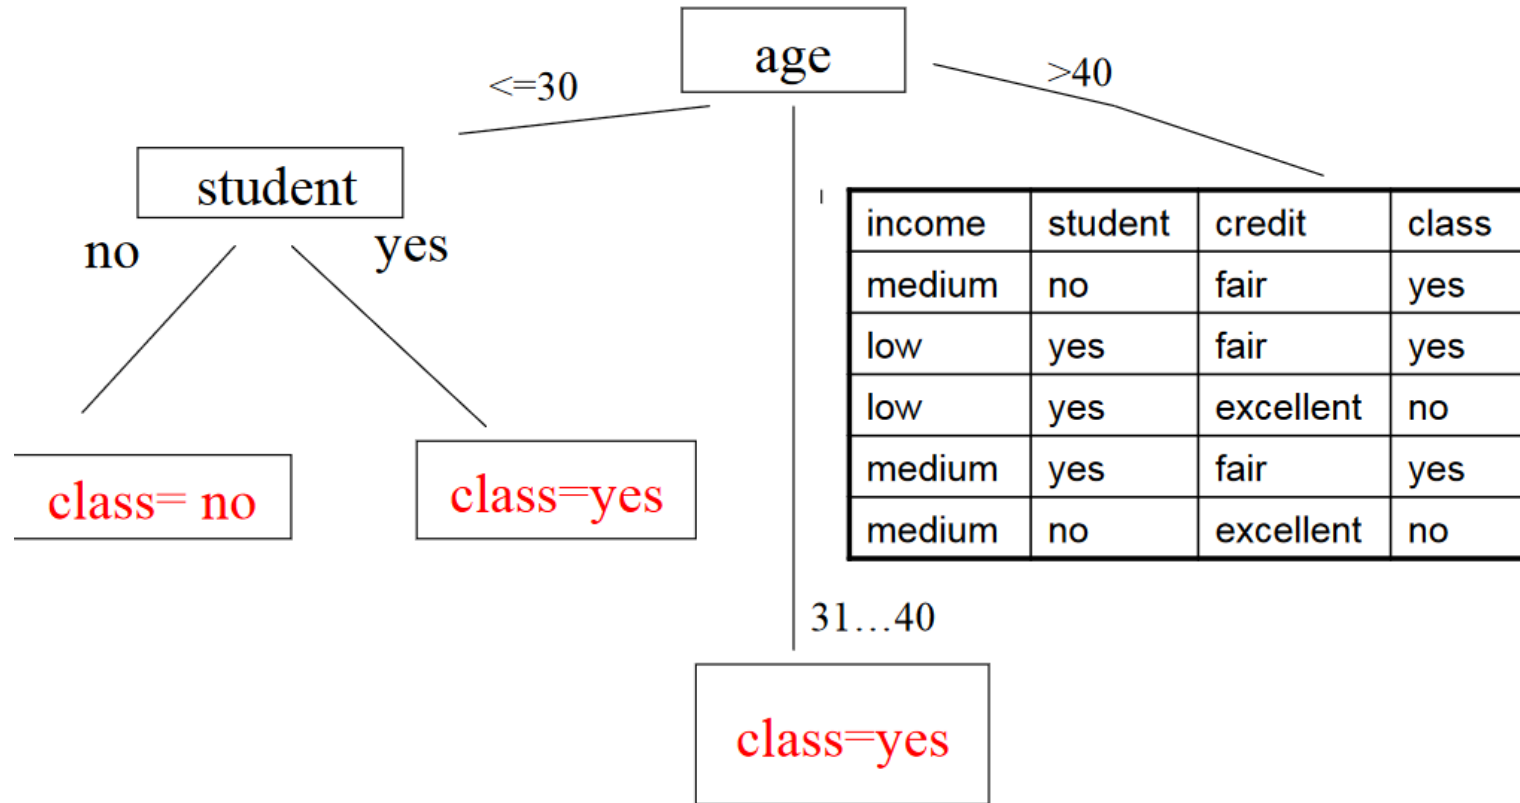 age
<=30
>40
student
no
yes
income student credit class
medium no fair yes
low yes fair yes
low yes excellent no
medium yes fair yes
medium no excellent no
class= no
class=yes
31…40
class=yes